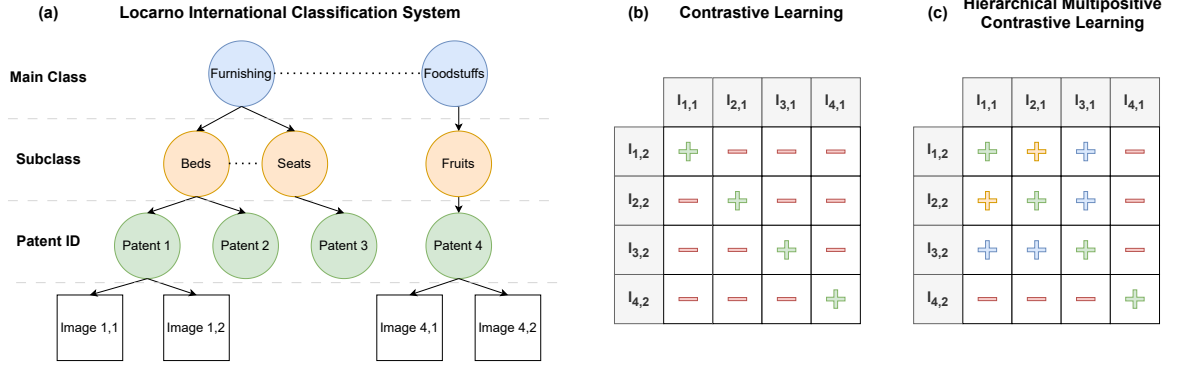 (a) Locarno International Classification System
Main Class
Furnishing
Foodstuffs
Subclass
Beds
Seats
Fruits
Patent ID
Patent 1
Patent 2
Patent 3
Patent 4
Image 1,1
Image 1,2
Image 4,1
Image 4,2
(b) Contrastive Learning
I1,1 I2,1 I3,1 I4,1
I1,2 + − − −
I2,2 − + − −
I3,2 − − + −
I4,2 − − − +
(c) Hierarchical Multipositive
Contrastive Learning
I1,1 I2,1 I3,1 I4,1
I1,2 + + + −
I2,2 + + + −
I3,2 + + + −
I4,2 − − − +